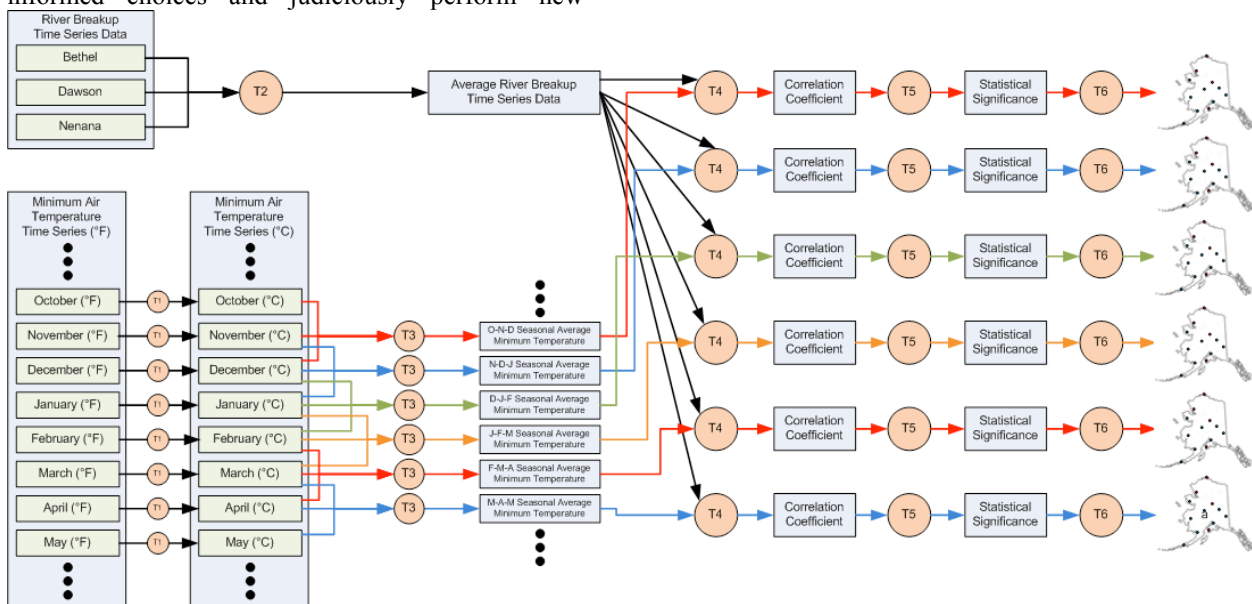 informed choices and judiciously perform new
River Breakup
Time Series Data
Bethel
Dawson
Nenana
T2
Average River Breakup
Time Series Data
T4
Correlation
Coefficient
T5
Statistical
Significance
T6
T4
Correlation
Coefficient
T5
Statistical
Significance
T6
T4
Correlation
Coefficient
T5
Statistical
Significance
T6
T4
Correlation
Coefficient
T5
Statistical
Significance
T6
T4
Correlation
Coefficient
T5
Statistical
Significance
T6
T4
Correlation
Coefficient
T5
Statistical
Significance
T6
Minimum Air
Temperature
Time Series (°F)
Minimum Air
Temperature
Time Series (°C)
October (°F)
T1
October (°C)
November (°F)
T1
November (°C)
T3
O-N-D Seasonal Average
Minimum Temperature
December (°F)
T1
December (°C)
T3
N-D-J Seasonal Average
Minimum Temperature
January (°F)
T1
January (°C)
T3
D-J-F Seasonal Average
Minimum Temperature
February (°F)
T1
February (°C)
T3
J-F-M Seasonal Average
Minimum Temperature
March (°F)
T1
March (°C)
T3
F-M-A Seasonal Average
Minimum Temperature
April (°F)
T1
April (°C)
T3
M-A-M Seasonal Average
Minimum Temperature
May (°F)
T1
May (°C)